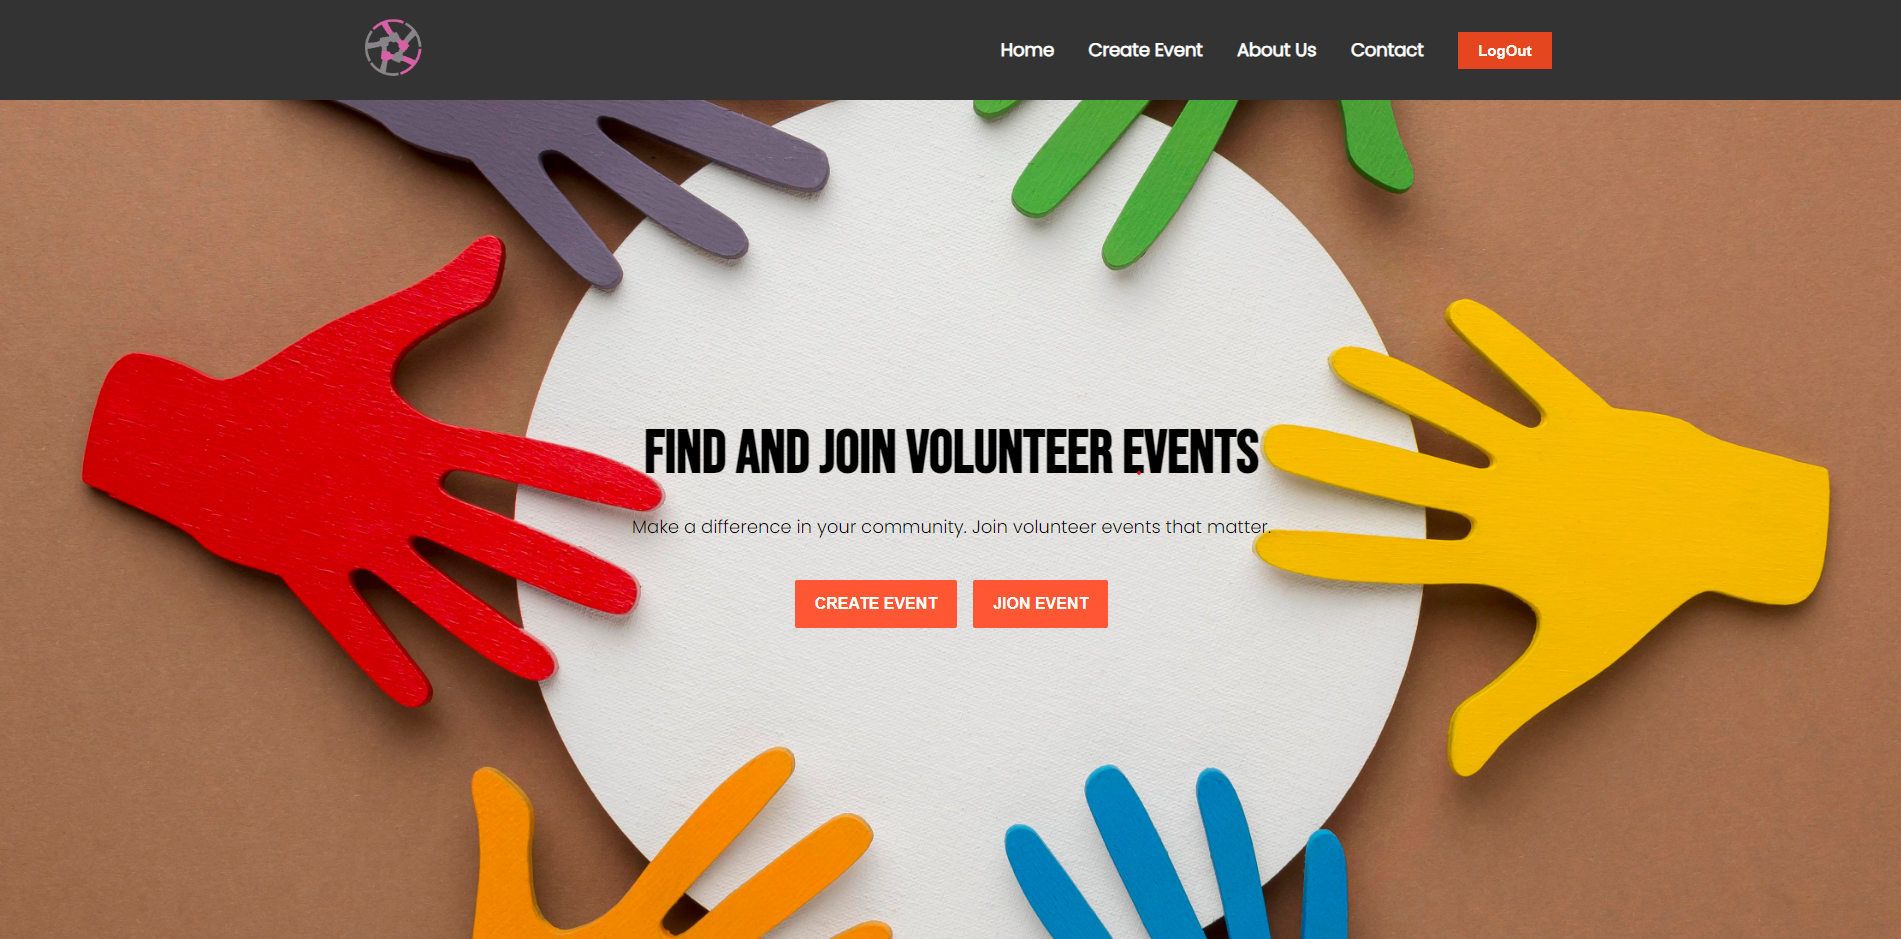 Home Create Event About Us Contact LogOut
FIND AND JOIN VOLUNTEER EVENTS
Make a difference in your community. Join volunteer events that matter.
CREATE EVENT JION EVENT